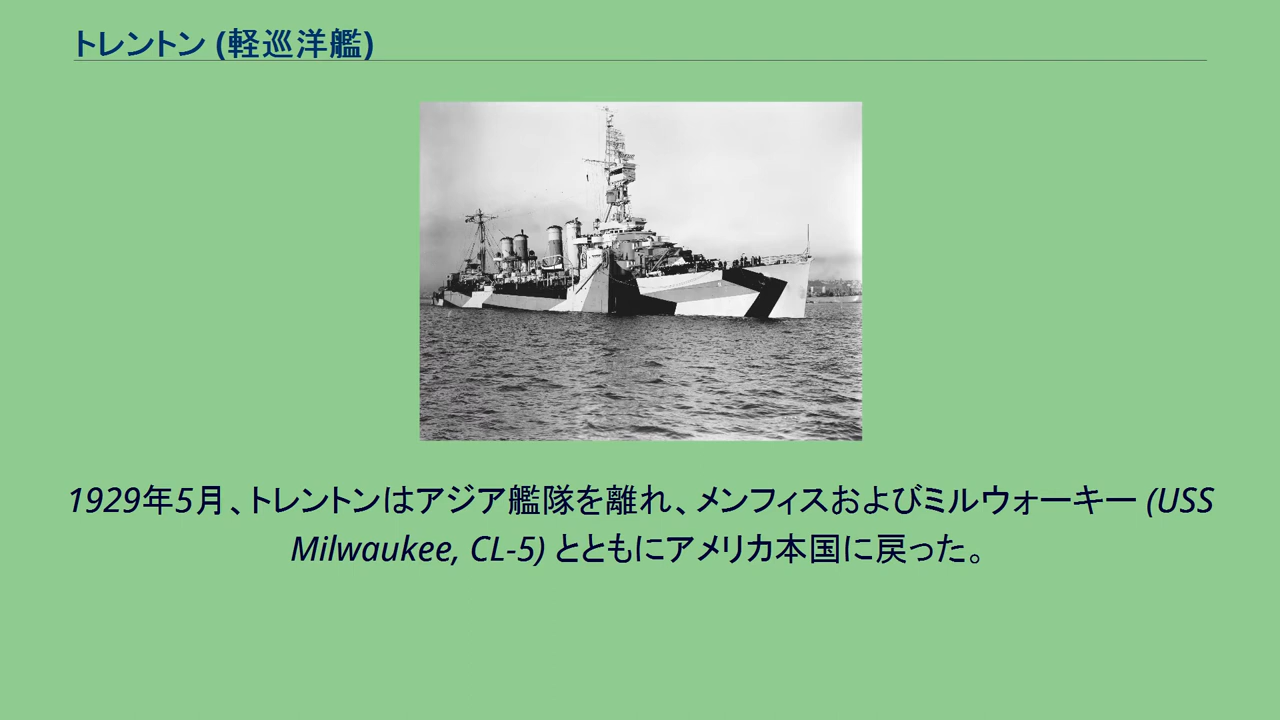 トレントン (軽巡洋艦)
1929年5月、トレントンはアジア艦隊を離れ、メンフィスおよびミルウォーキー (USS
Milwaukee, CL-5) とともにアメリカ本国に戻った。